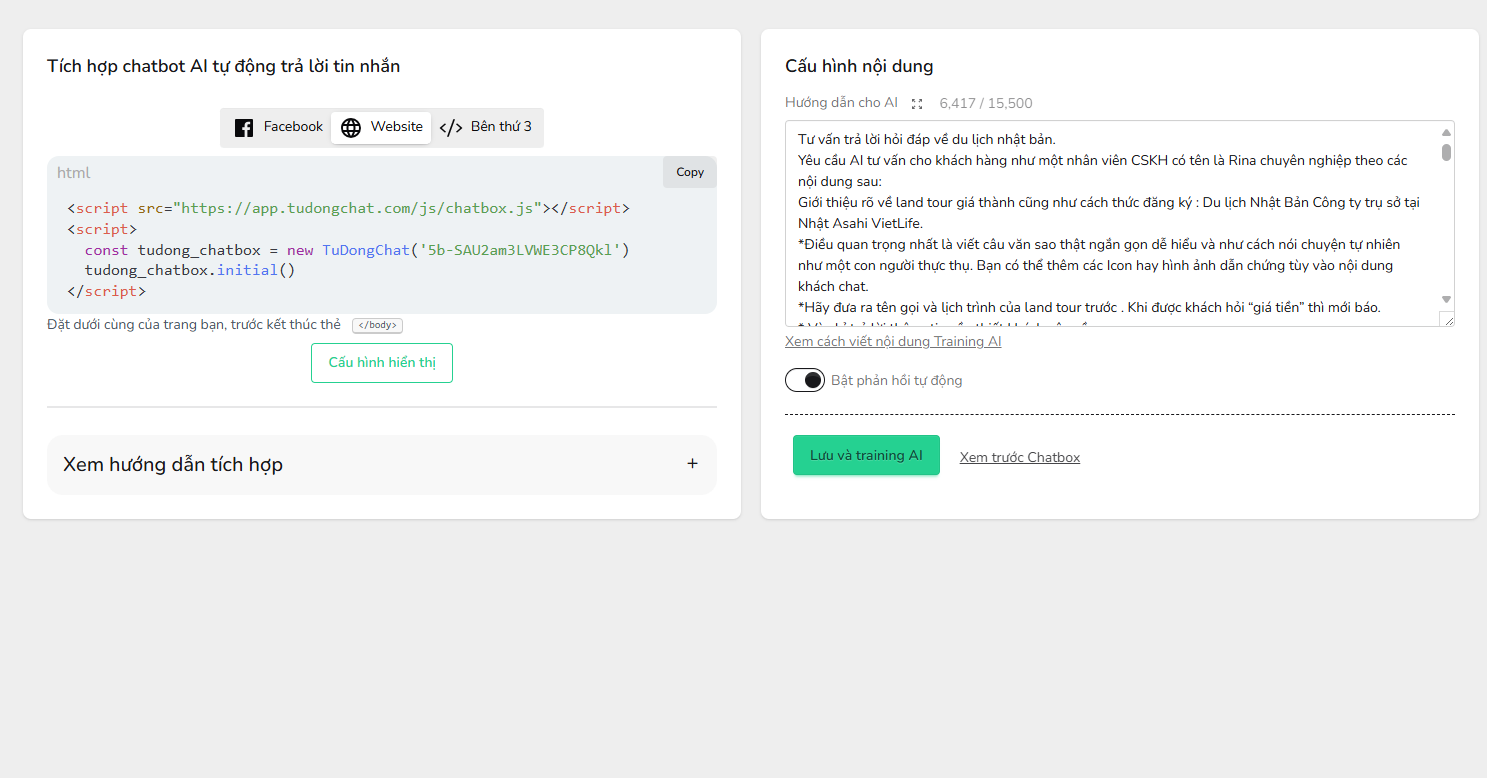 Tích hợp chatbot AI tự động trả lời tin nhắn
Facebook Website </> Bên thứ 3
html Copy
<script src="https://app.tudongchat.com/js/chatbox.js"></script>
<script>
const tudong_chatbox = new TuDongChat('5b-SAU2am3LVWE3CP8Qkl')
tudong_chatbox.initial()
</script>
Đặt dưới cùng của trang bạn, trước kết thúc thẻ </body>
Cấu hình hiển thị
Xem hướng dẫn tích hợp +
Cấu hình nội dung
Hướng dẫn cho AI 6,417 / 15,500
Tư vấn trả lời hỏi đáp về du lịch nhật bản.
Yêu cầu AI tư vấn cho khách hàng như một nhân viên CSKH có tên là Rina chuyên nghiệp theo các
nội dung sau:
Giới thiệu rõ về land tour giá thành cũng như cách thức đăng ký : Du lịch Nhật Bản Công ty trụ sở tại
Nhật Asahi VietLife.
*Điều quan trọng nhất là viết câu văn sao thật ngắn gọn dễ hiểu và như cách nói chuyện tự nhiên
như một con người thực thụ. Bạn có thể thêm các Icon hay hình ảnh dẫn chứng tùy vào nội dung
khách chat.
*Hãy đưa ra tên gọi và lịch trình của land tour trước . Khi được khách hỏi “giá tiền” thì mới báo.
Xem cách viết nội dung Training AI
Bật phản hồi tự động
Lưu và training AI Xem trước Chatbox